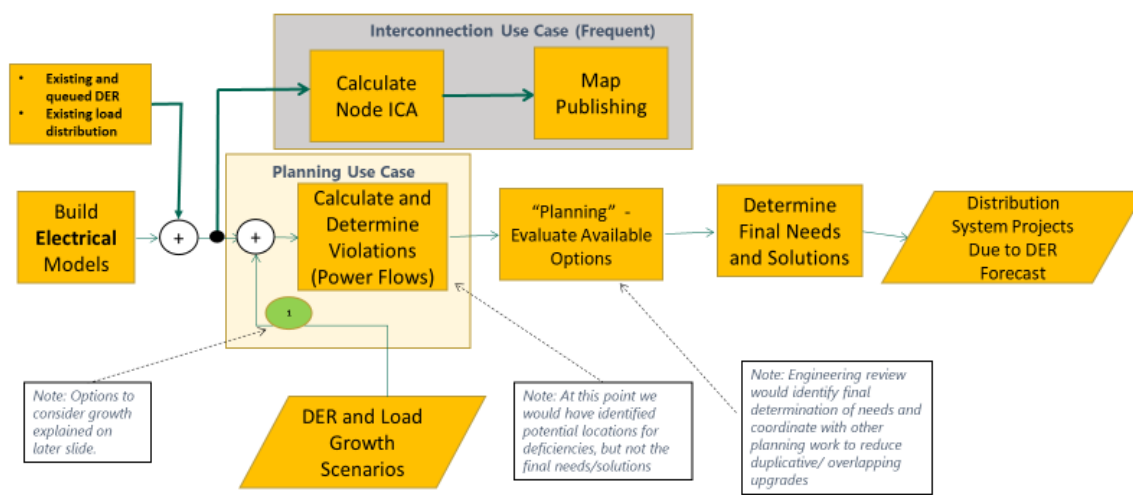 Interconnection Use Case (Frequent)
• Existing and
queued DER
• Existing load
distribution
Calculate
Node ICA
Map
Publishing
Planning Use Case
Build
Electrical
Models
+
+
Calculate and
Determine
Violations
(Power Flows)
“Planning” -
Evaluate Available
Options
Determine
Final Needs
and Solutions
Distribution
System Projects
Due to DER
Forecast
1
Note: Options to
consider growth
explained on
later slide.
DER and Load
Growth
Scenarios
Note: At this point we
would have identified
potential locations for
deficiencies, but not the
final needs/solutions
Note: Engineering review
would identify final
determination of needs and
coordinate with other
planning work to reduce
duplicative/ overlapping
upgrades